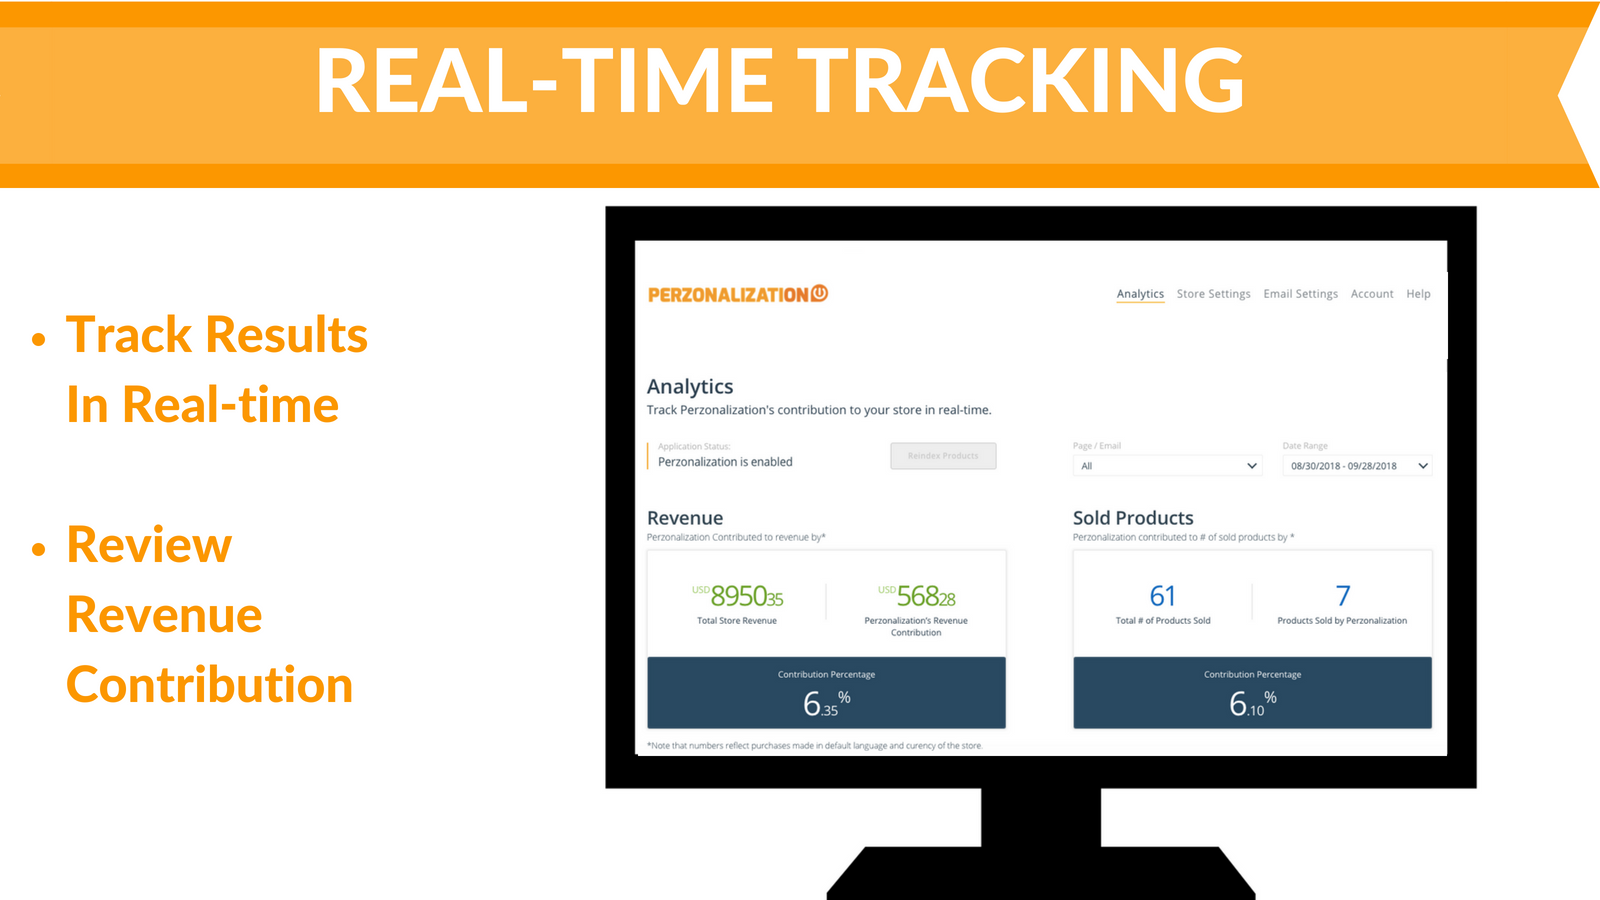 REAL-TIME TRACKING
• Track Results
In Real-time
• Review
Revenue
Contribution
PERZONALIZATION
Analytics Store Settings Email Settings Account Help
Analytics
Track Perzonalization's contribution to your store in real-time.
Application Status:
Perzonalization is enabled
Reindex Products
Page / Email
All
Date Range
08/30/2018 - 09/28/2018
Revenue
Perzonalization Contributed to revenue by*
USD 8950 35
Total Store Revenue
USD 568 28
Perzonalization's Revenue
Contribution
Contribution Percentage
6.35%
Sold Products
Perzonalization contributed to # of sold products by *
61
Total # of Products Sold
7
Products Sold by Perzonalization
Contribution Percentage
6.10%
*Note that numbers reflect purchases made in default language and curency of the store.